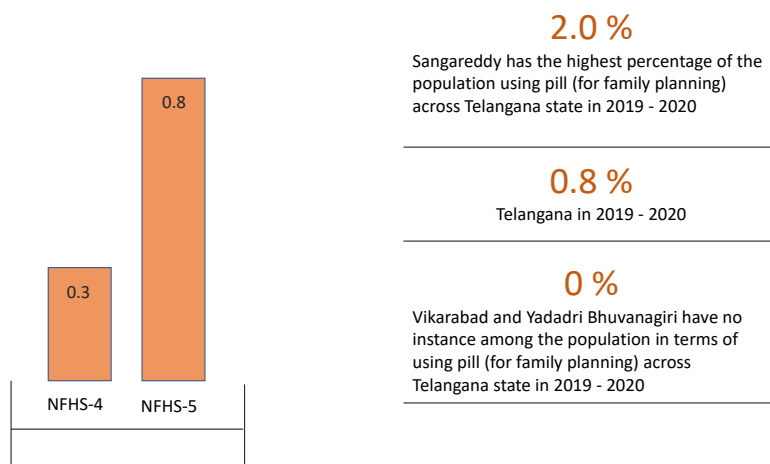 0.3
0.8
NFHS-4
NFHS-5
2.0 %
Sangareddy has the highest percentage of the
population using pill (for family planning)
across Telangana state in 2019 - 2020
0.8 %
Telangana in 2019 - 2020
0 %
Vikarabad and Yadadri Bhuvanagiri have no
instance among the population in terms of
using pill (for family planning) across
Telangana state in 2019 - 2020